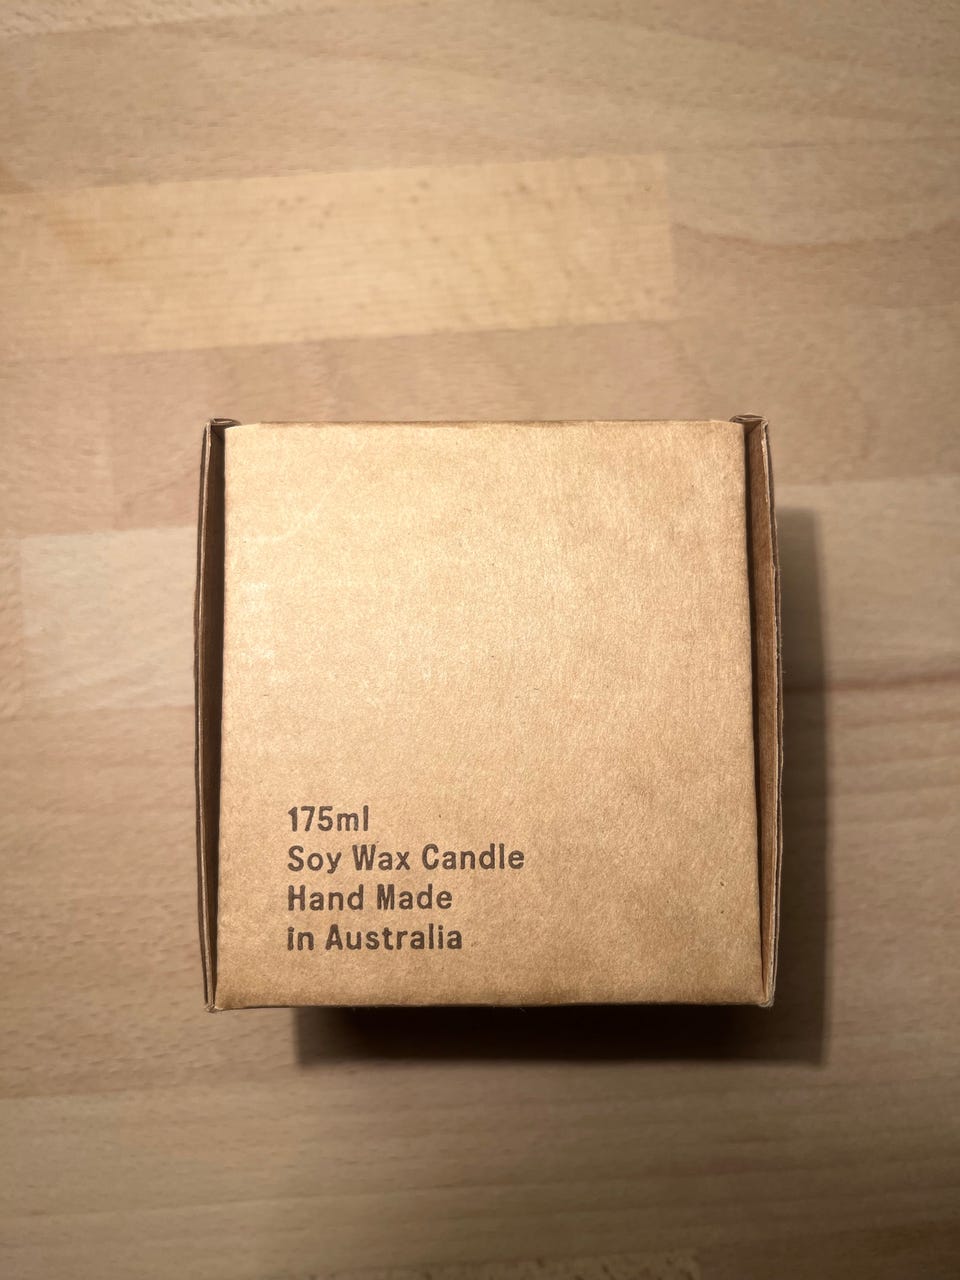 175ml
Soy Wax Candle
Hand Made
in Australia